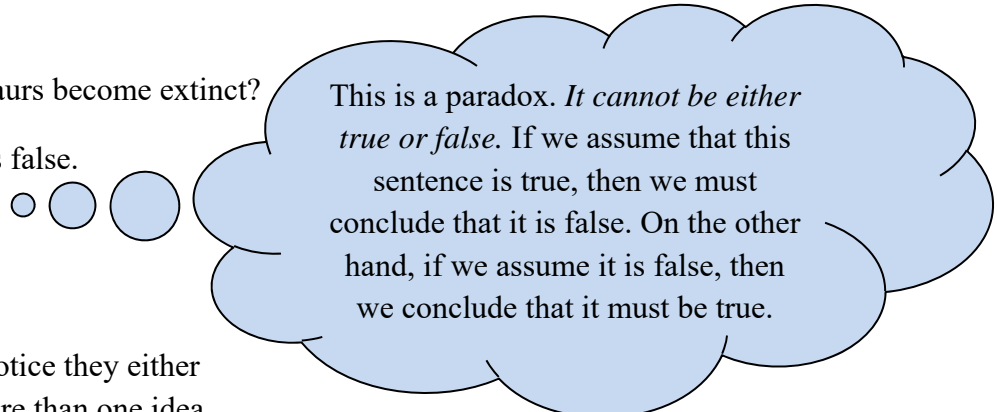 aurs become extinct?
s false.
This is a paradox. It cannot be either
true or false. If we assume that this
sentence is true, then we must
conclude that it is false. On the other
hand, if we assume it is false, then
we conclude that it must be true.
otice they either
re than one idea